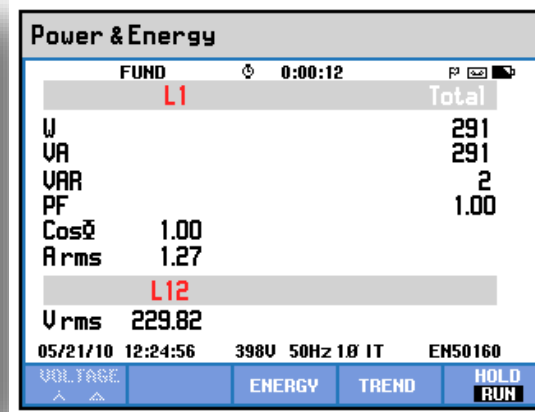 Power & Energy
FUND 0:00:12
L1 Total
W 291
VA 291
VAR 2
PF 1.00
CosΦ 1.00
A rms 1.27
L12
V rms 229.82
05/21/10 12:24:56 398V 50Hz 1Ø IT EN50160
VOLTAGE ENERGY TREND HOLD
RUN